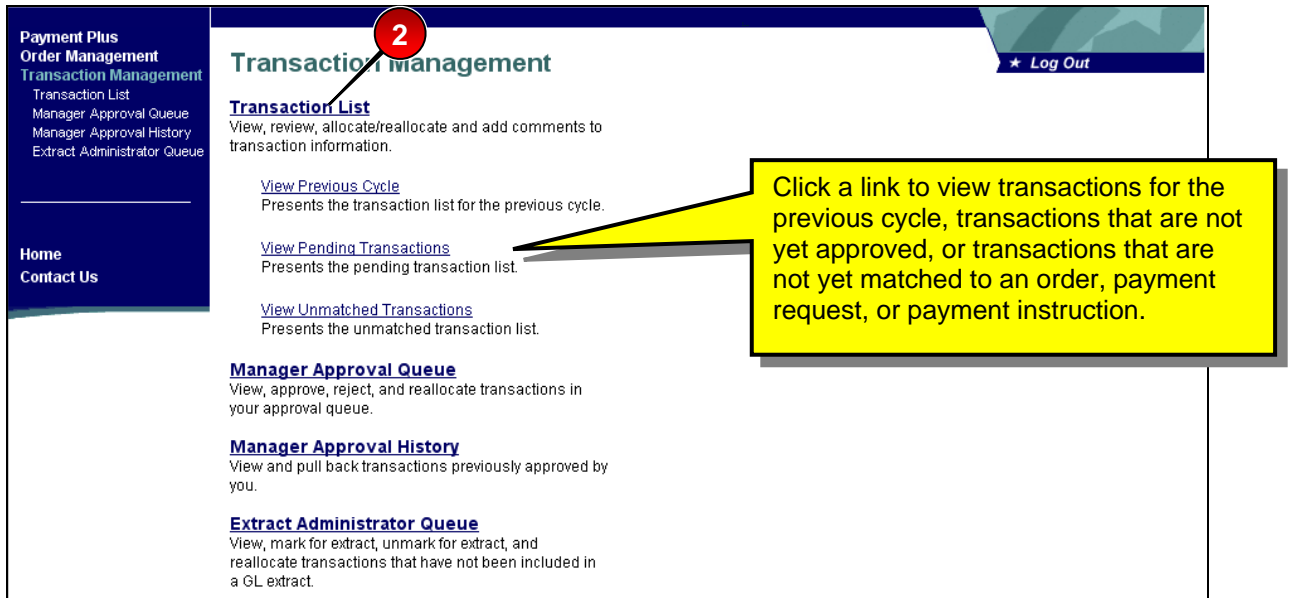 Payment Plus
Order Management
Transaction Management
Transaction List
Manager Approval Queue
Manager Approval History
Extract Administrator Queue
Home
Contact Us
2
Transaction Management
★ Log Out
Transaction List
View, review, allocate/reallocate and add comments to
transaction information.
View Previous Cycle
Presents the transaction list for the previous cycle.
View Pending Transactions
Presents the pending transaction list.
View Unmatched Transactions
Presents the unmatched transaction list.
Manager Approval Queue
View, approve, reject, and reallocate transactions in
your approval queue.
Manager Approval History
View and pull back transactions previously approved by
you.
Extract Administrator Queue
View, mark for extract, unmark for extract, and
reallocate transactions that have not been included in
a GL extract.
Click a link to view transactions for the
previous cycle, transactions that are not
yet approved, or transactions that are
not yet matched to an order, payment
request, or payment instruction.